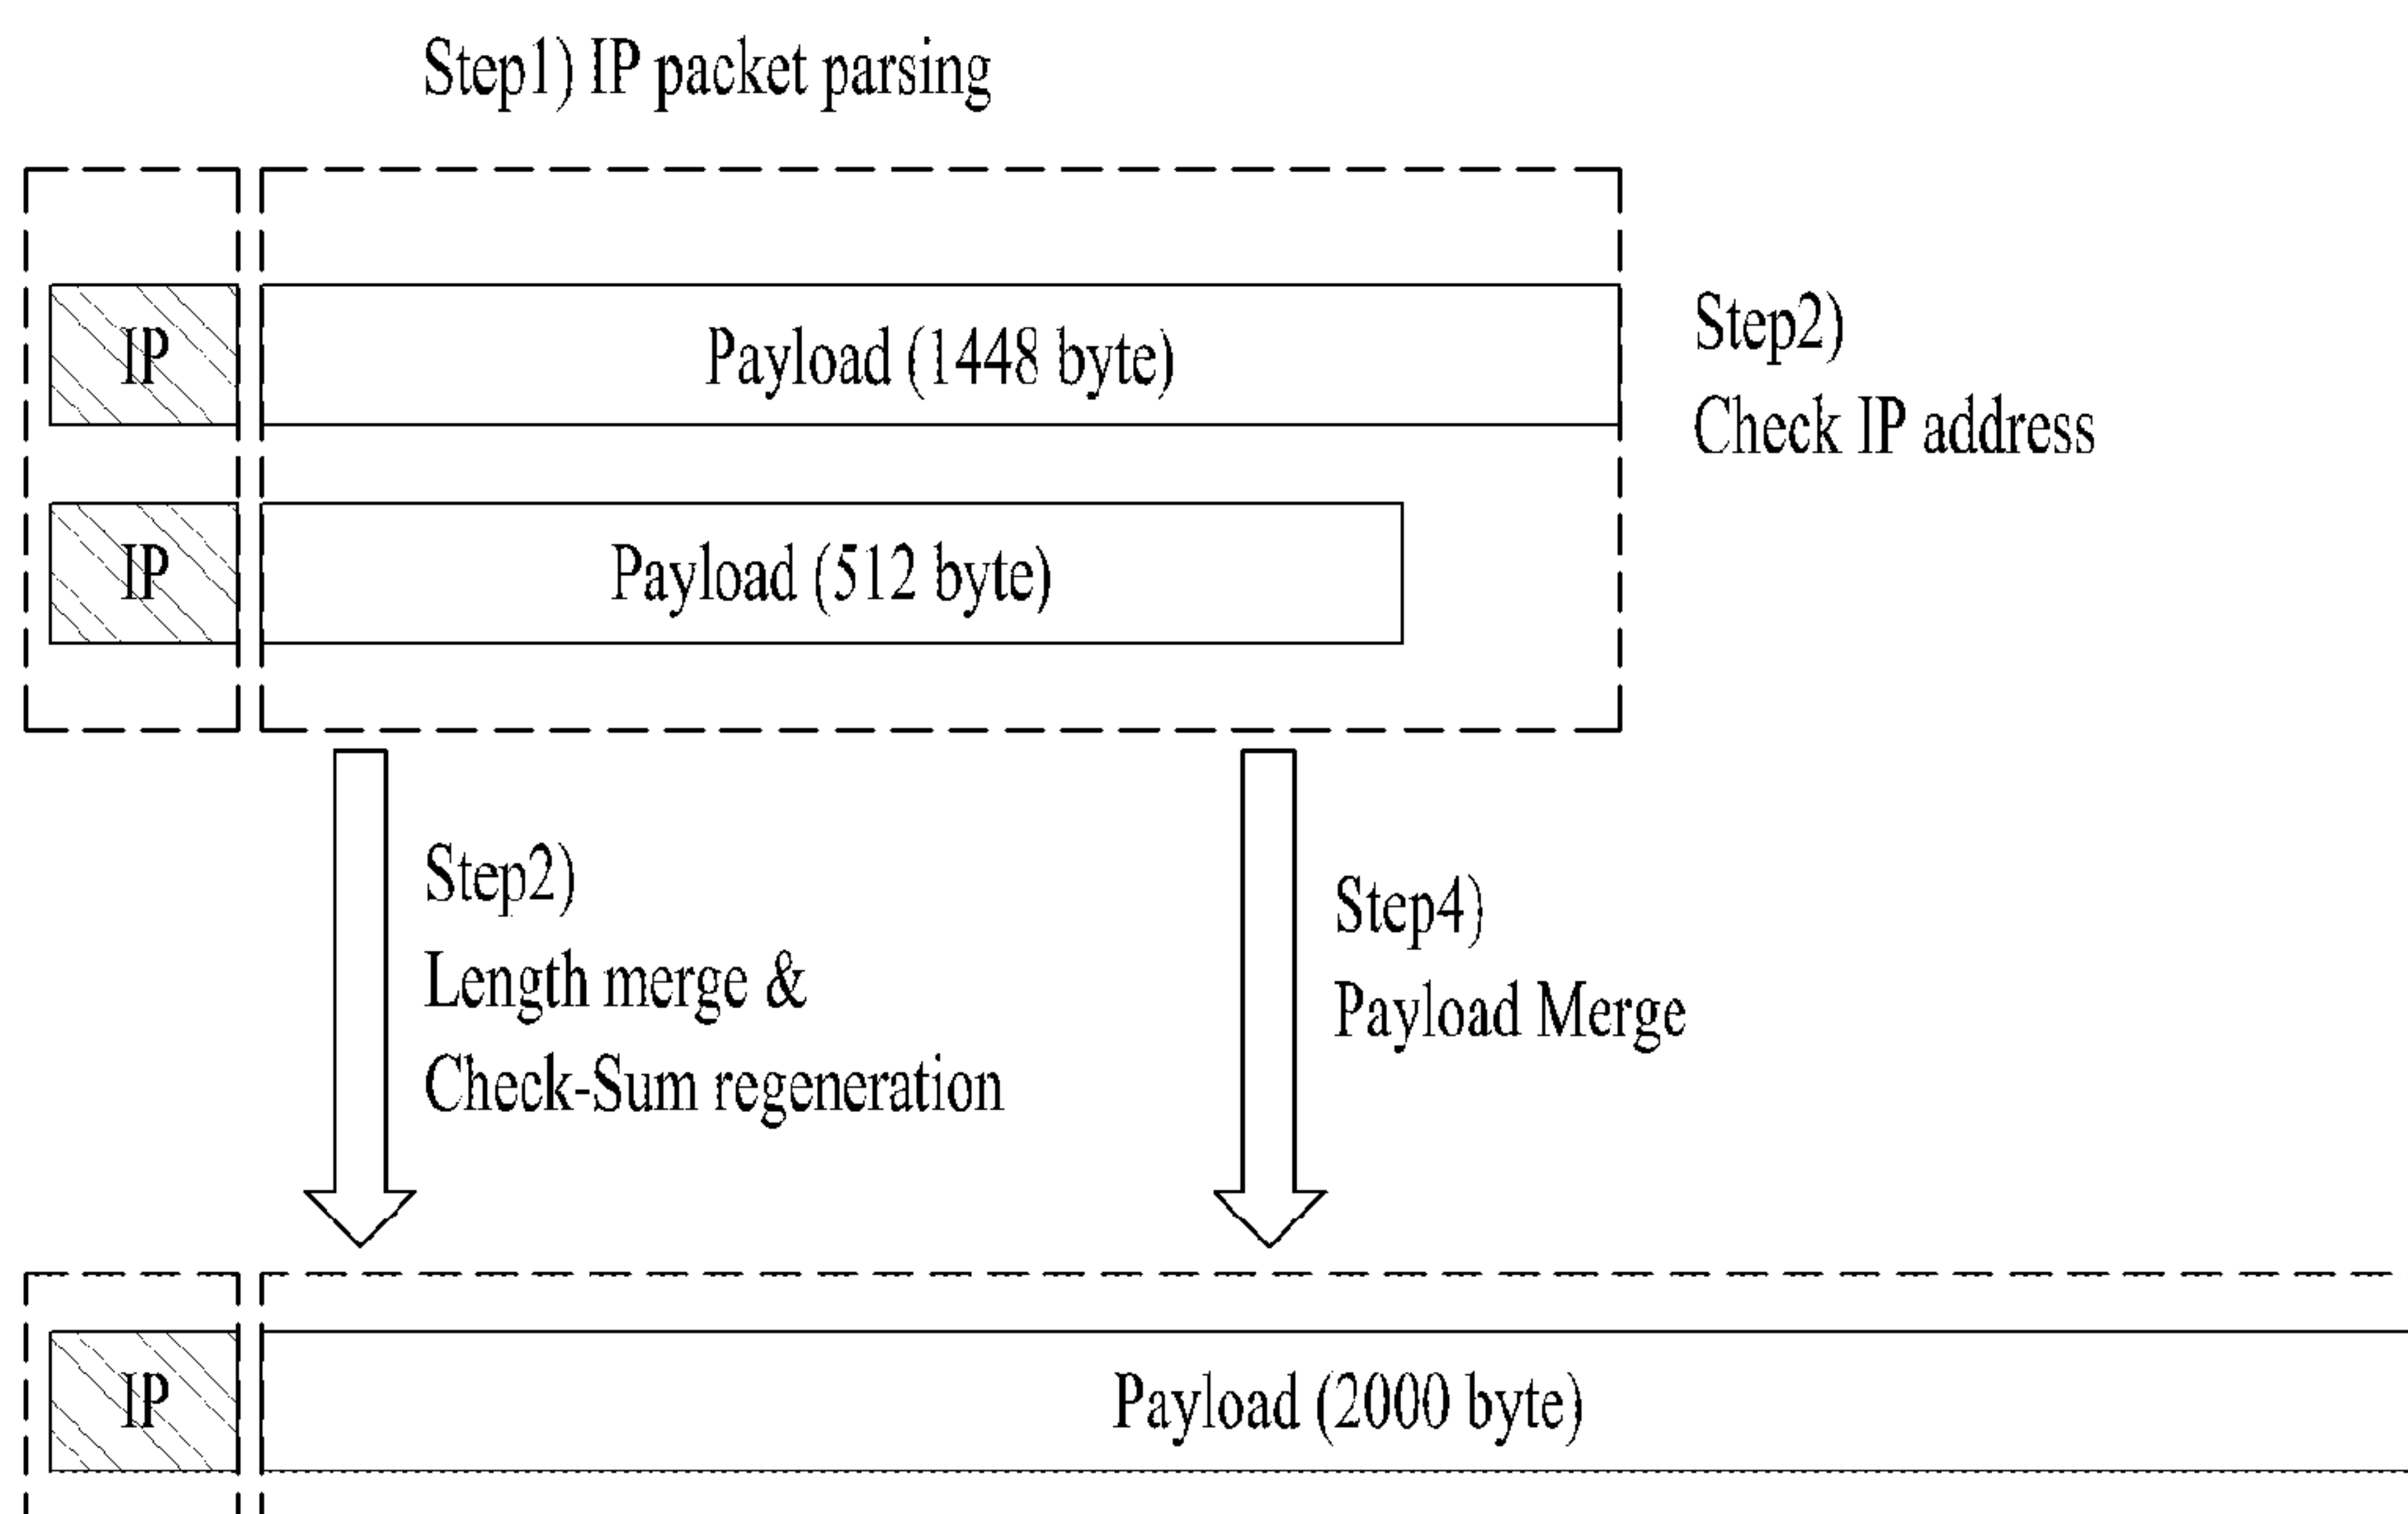 Step1) IP packet parsing
IP
Payload (1448 byte)
Step2)
Check IP address
IP
Payload (512 byte)
Step2)
Length merge &
Check-Sum regeneration
Step4)
Payload Merge
IP
Payload (2000 byte)